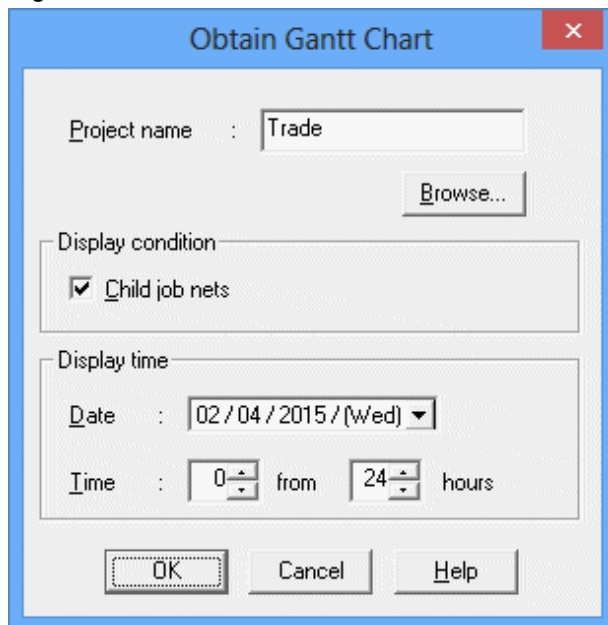 Obtain Gantt Chart
Project name : Trade
Browse...
Display condition
Child job nets
Display time
Date : 02/04/2015/(Wed)
Time : 0 from 24 hours
OK Cancel Help